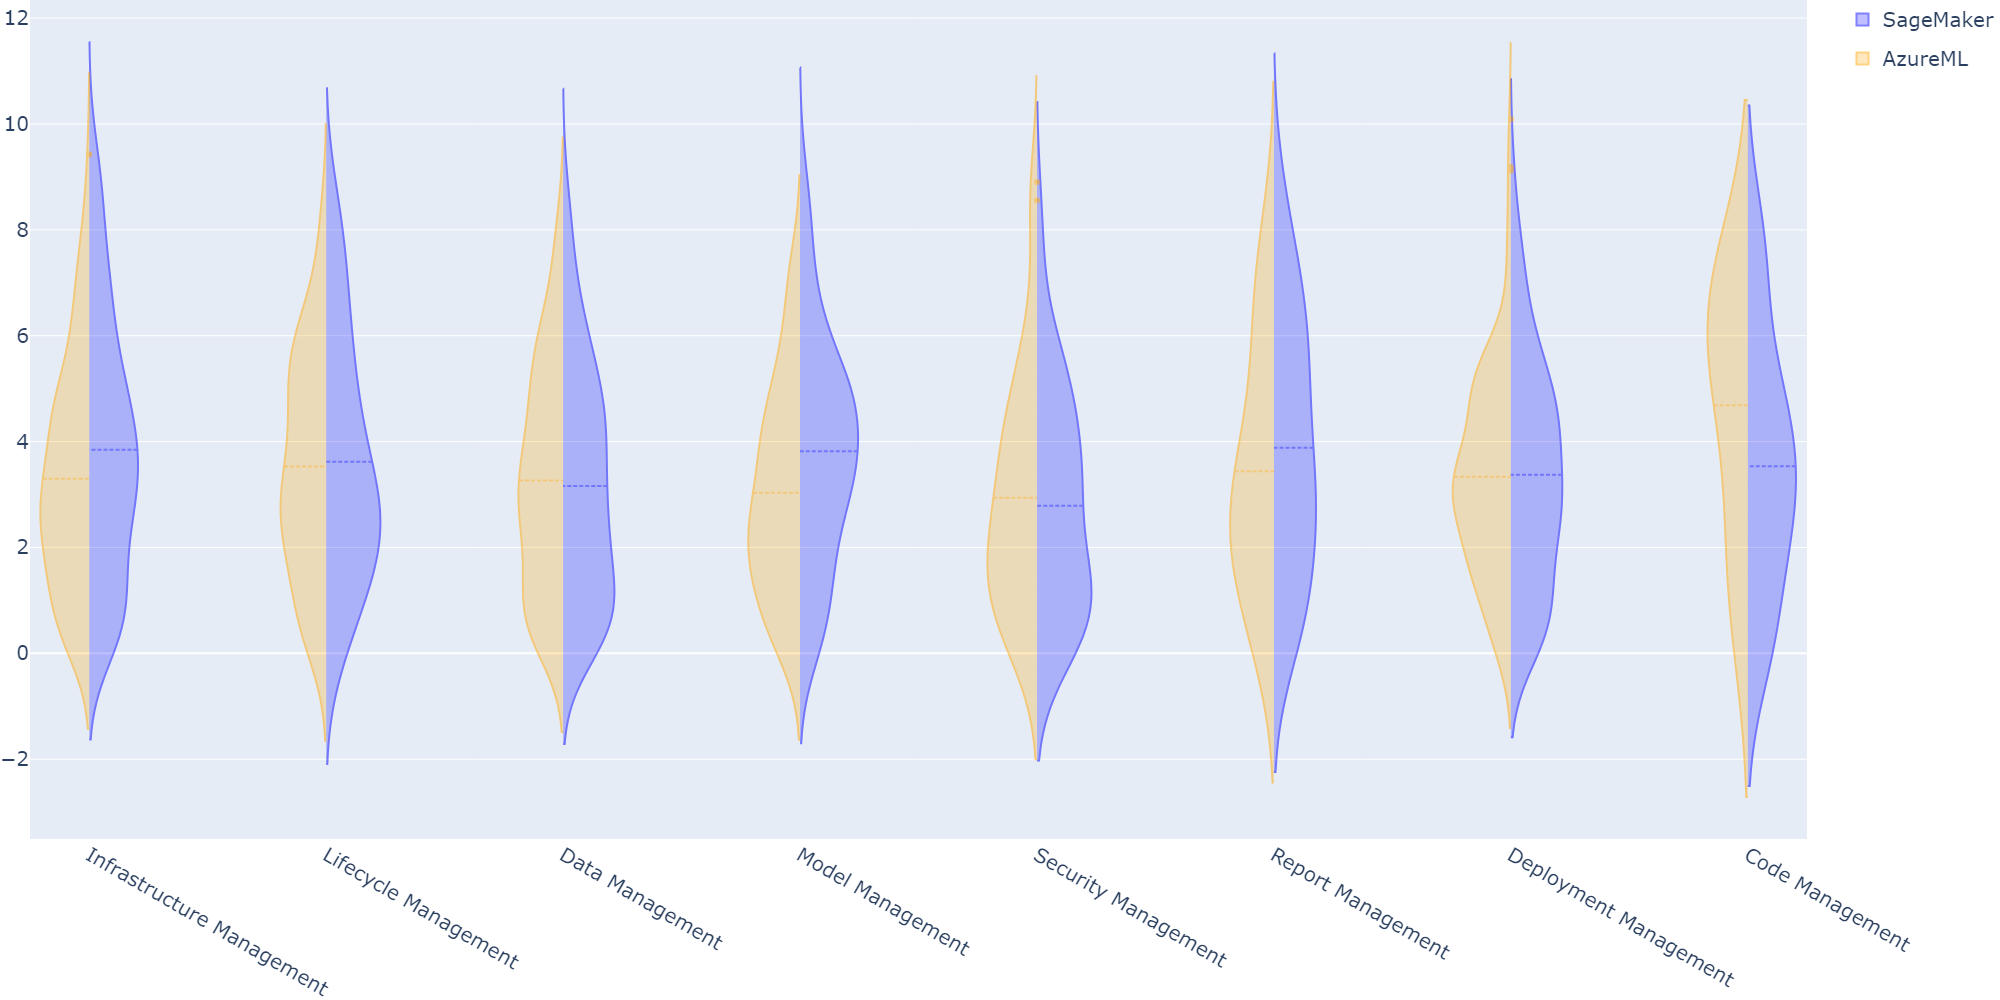 12
10
8
6
4
2
0
−2
Infrastructure Management
Lifecycle Management
Data Management
Model Management
Security Management
Report Management
Deployment Management
Code Management
SageMaker
AzureML